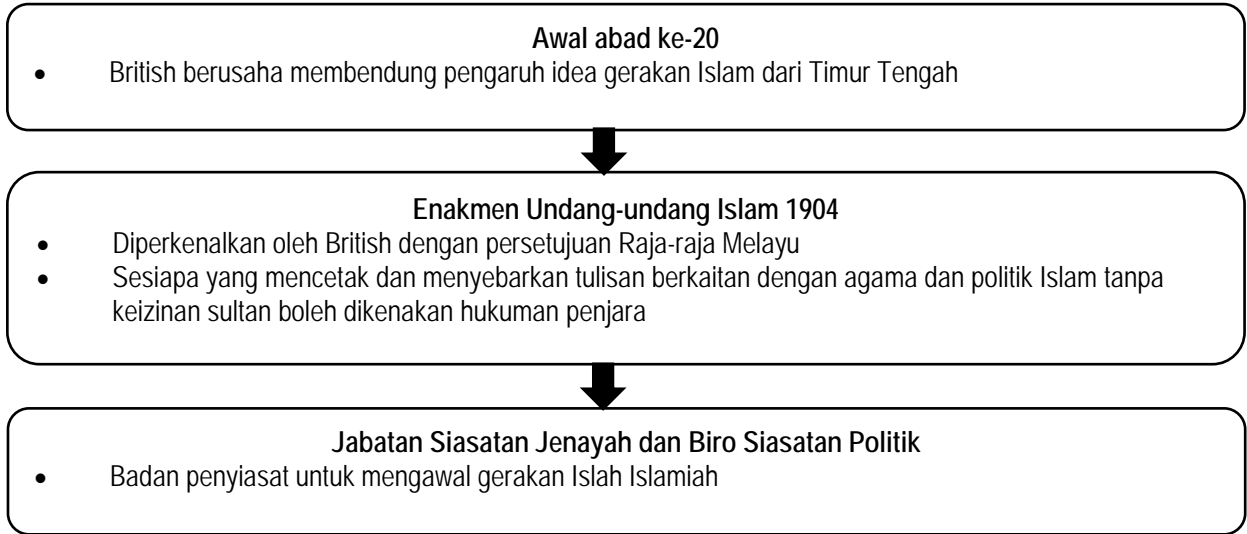 Awal abad ke-20
• British berusaha membendung pengaruh idea gerakan Islam dari Timur Tengah
Enakmen Undang-undang Islam 1904
• Diperkenalkan oleh British dengan persetujuan Raja-raja Melayu
• Sesiapa yang mencetak dan menyebarkan tulisan berkaitan dengan agama dan politik Islam tanpa
keizinan sultan boleh dikenakan hukuman penjara
Jabatan Siasatan Jenayah dan Biro Siasatan Politik
• Badan penyiasat untuk mengawal gerakan Islah Islamiah